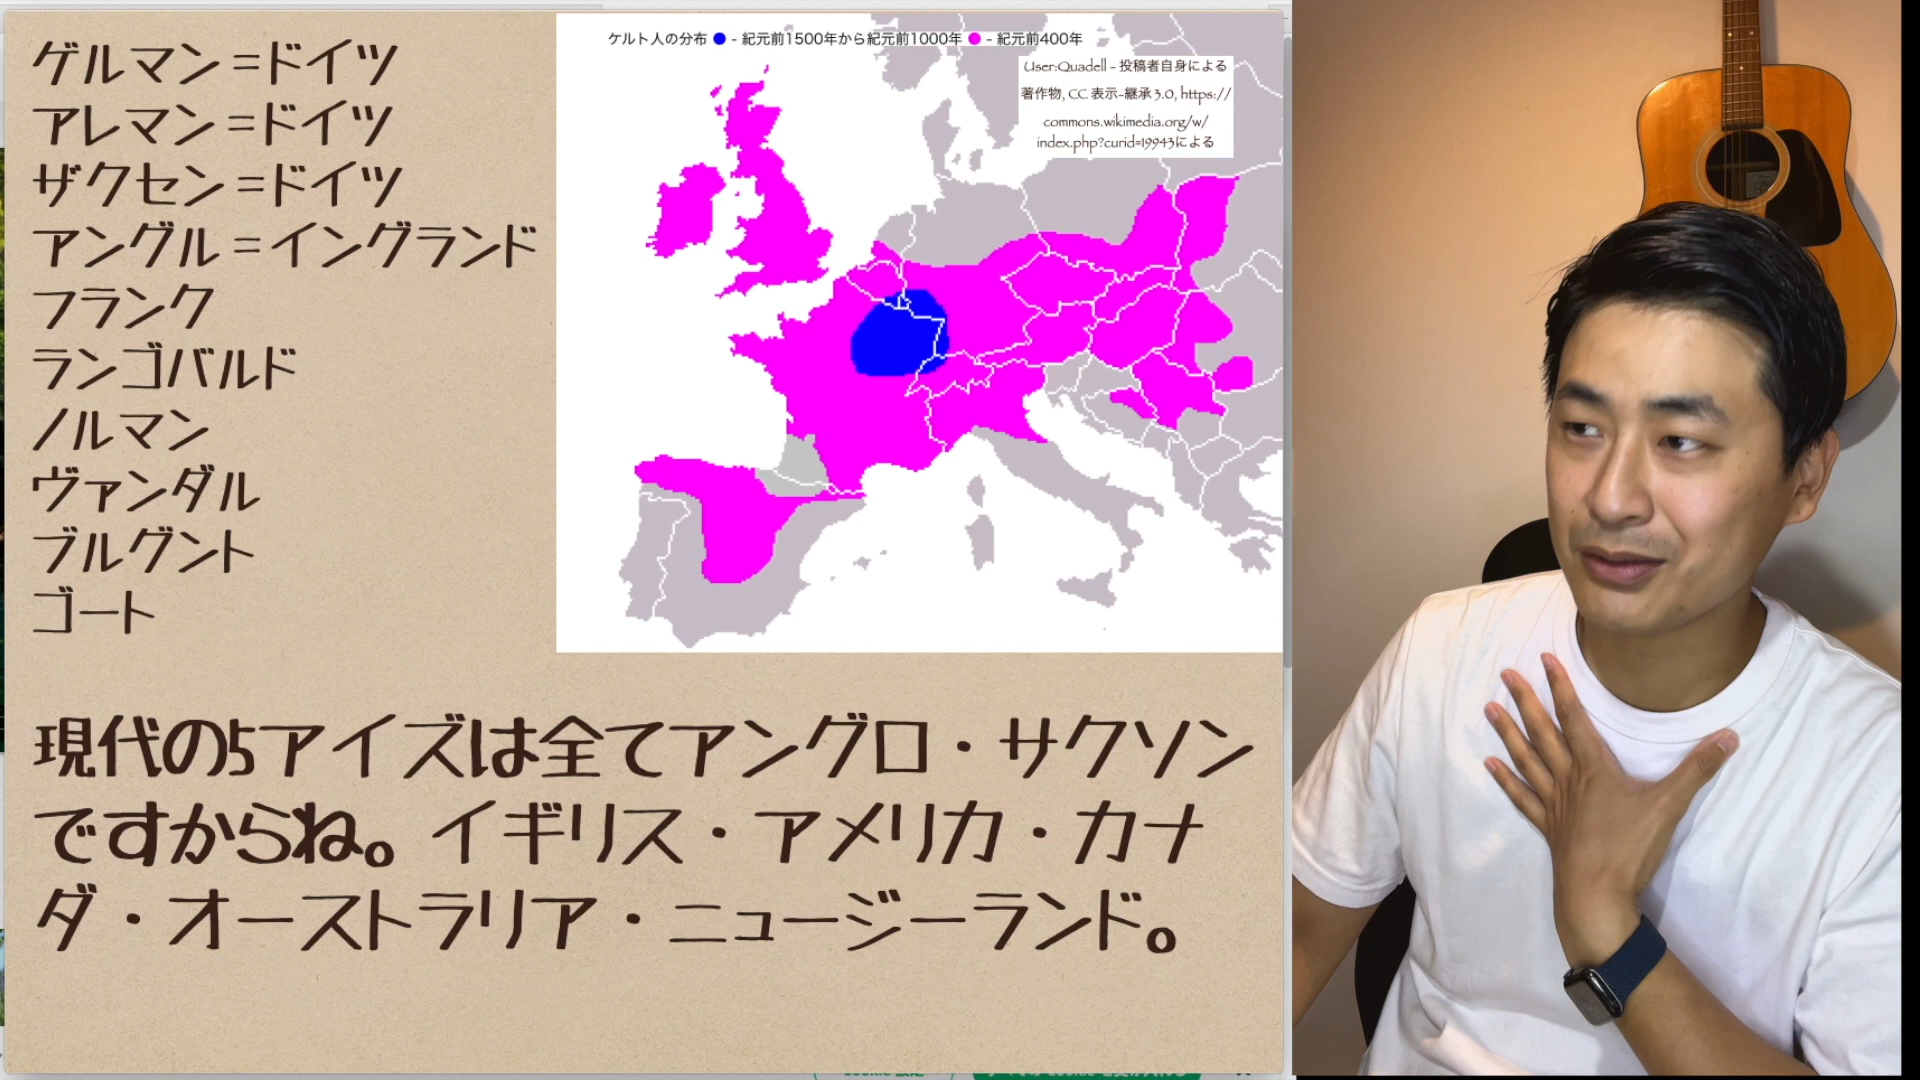 ゲルマン=ドイツ
アレマン=ドイツ
ザクセン=ドイツ
アングル=イングランド
フランク
ランゴバルド
ノルマン
ヴァンダル
ブルグント
ゴート
ケルト人の分布 ● - 紀元前1500年から紀元前1000年 ● - 紀元前400年
User:Quadell - 投稿者自身による
著作物, CC 表示-継承 3.0, https://
commons.wikimedia.org/w/
index.php?curid=19943による
現代の5アイズは全てアングロ・サクソン
ですからね。イギリス・アメリカ・カナ
ダ・オーストラリア・ニュージーランド。